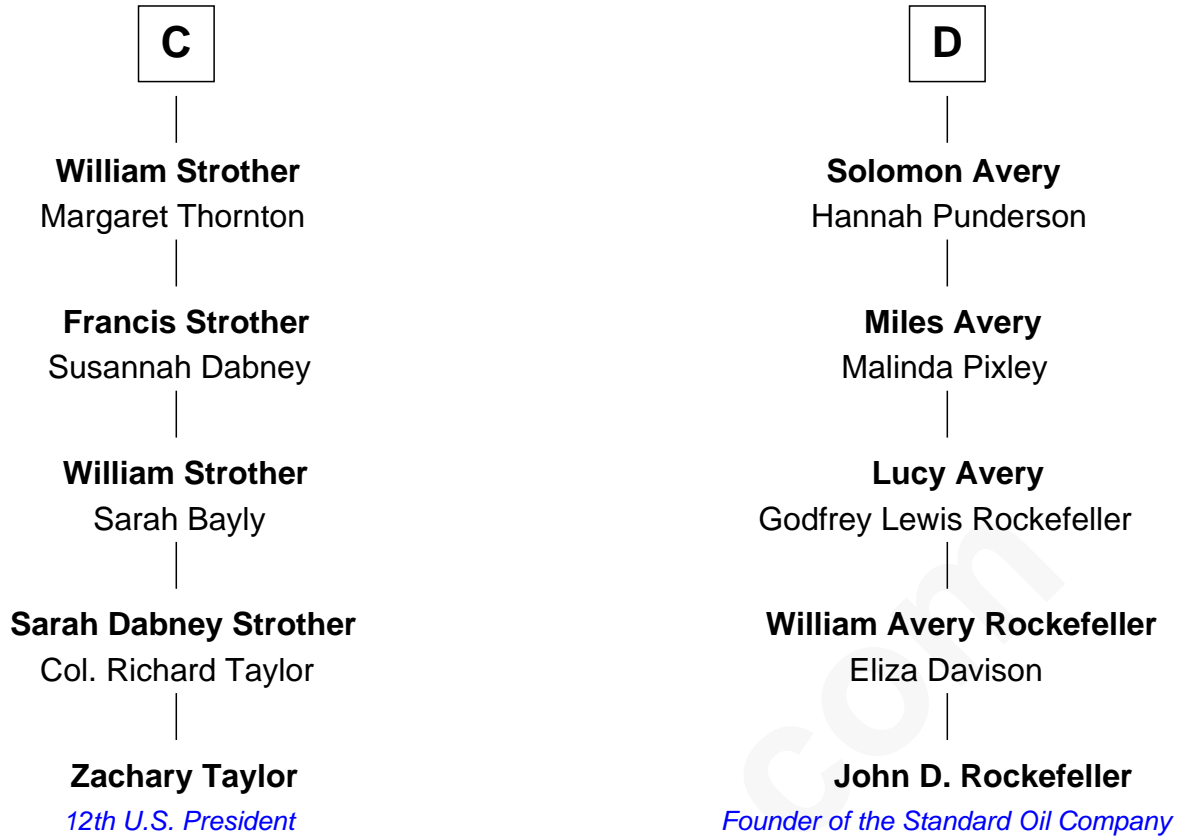 C
William Strother
Margaret Thornton
Francis Strother
Susannah Dabney
William Strother
Sarah Bayly
Sarah Dabney Strother
Col. Richard Taylor
Zachary Taylor
12th U.S. President
D
Solomon Avery
Hannah Punderson
Miles Avery
Malinda Pixley
Lucy Avery
Godfrey Lewis Rockefeller
William Avery Rockefeller
Eliza Davison
John D. Rockefeller
Founder of the Standard Oil Company
com